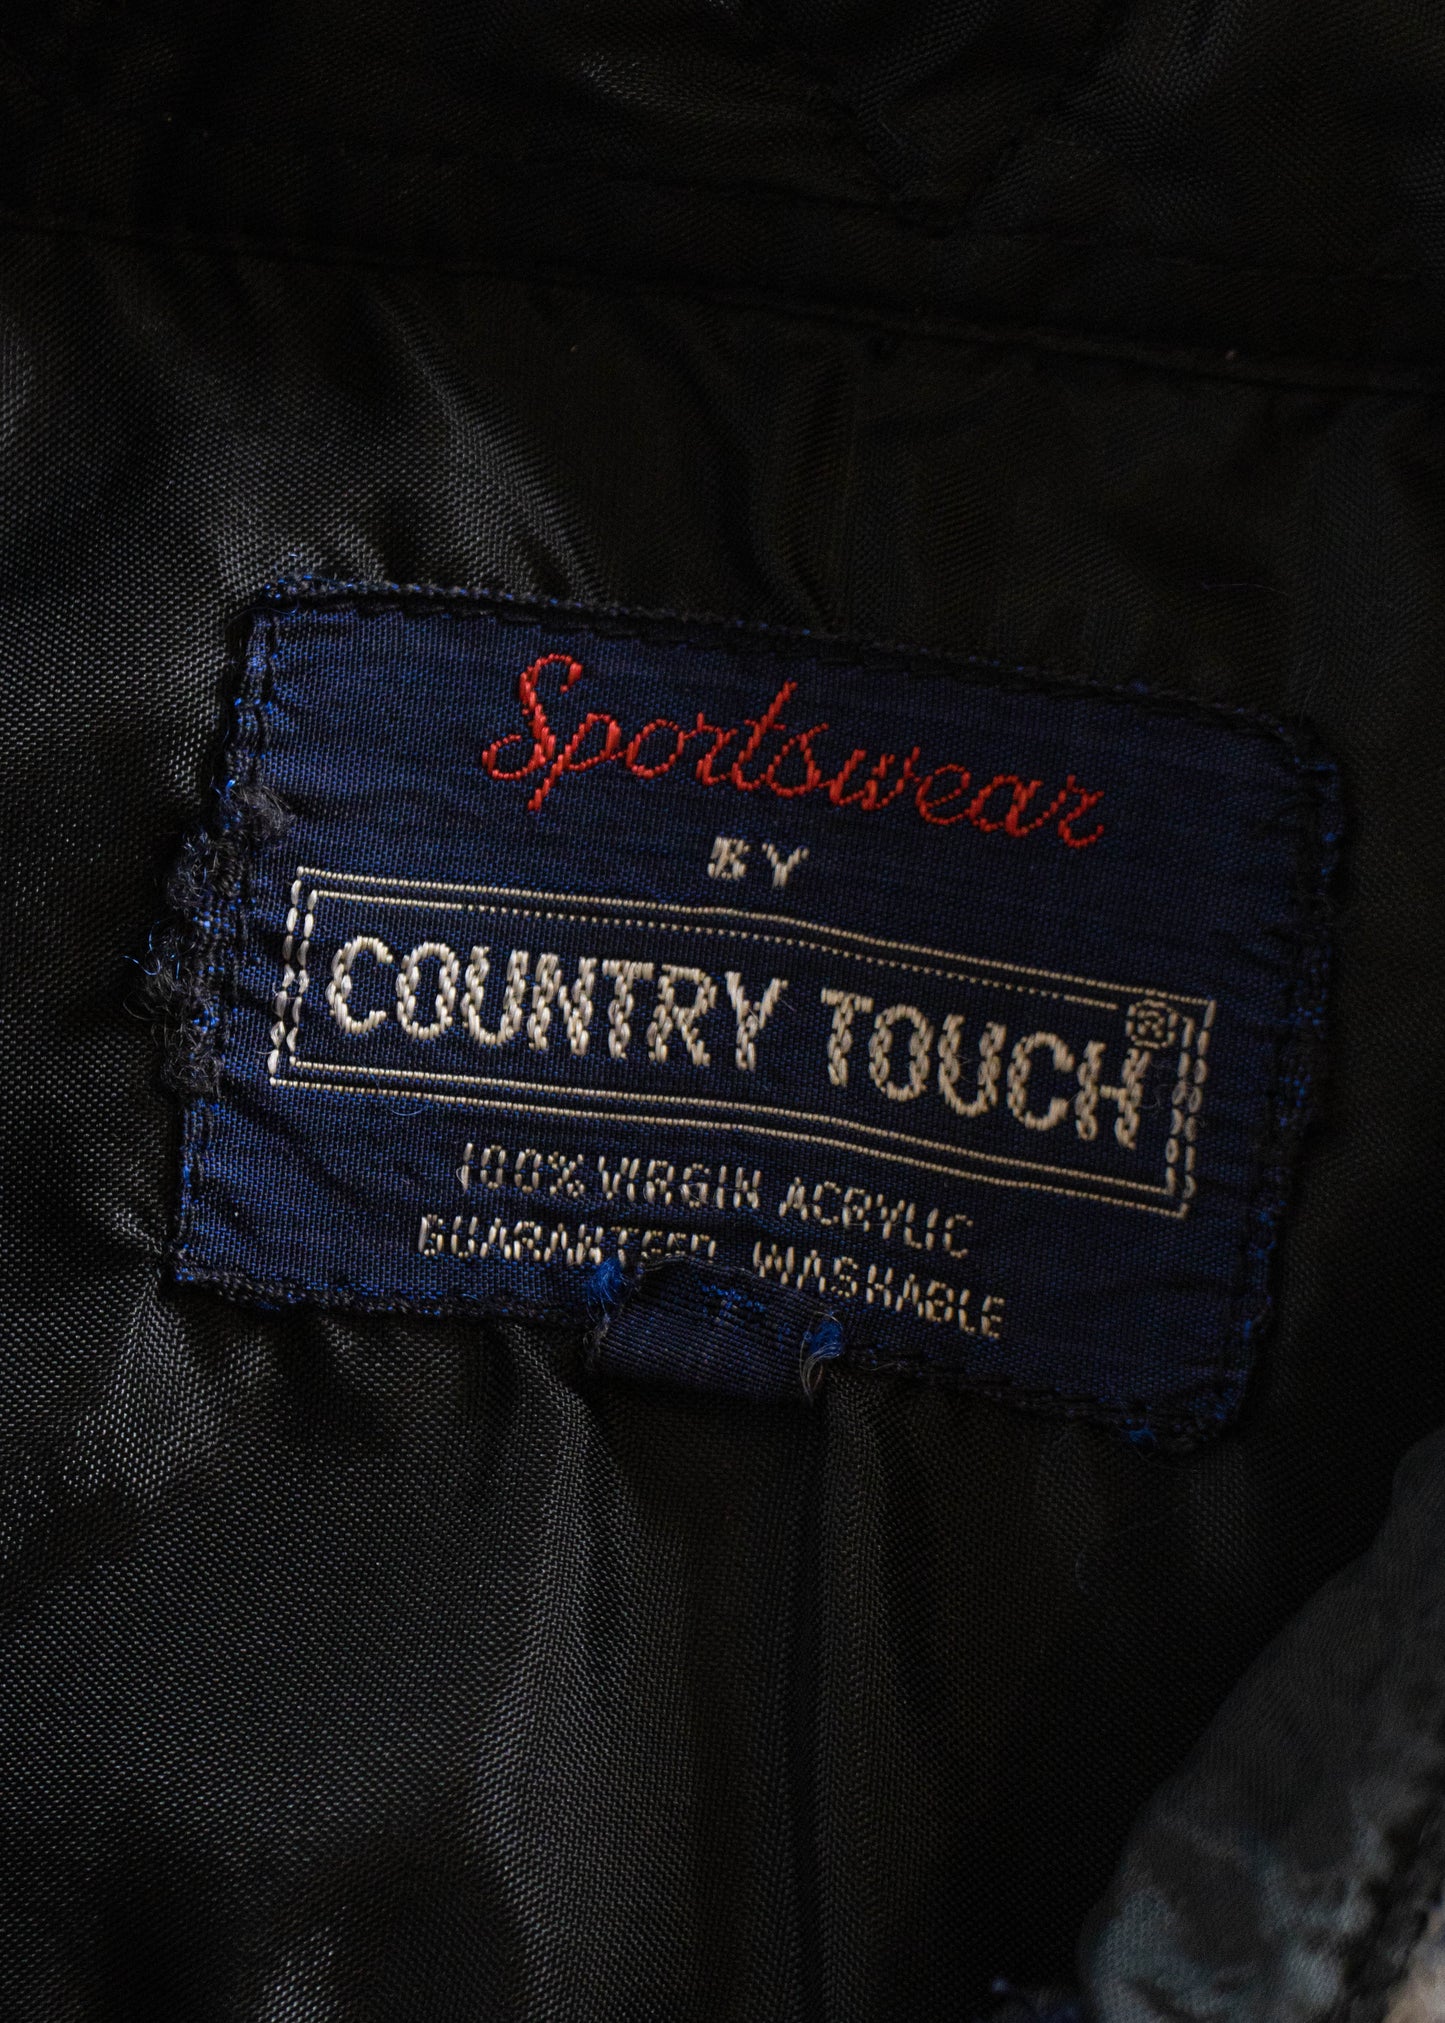 Sportswear
BY
COUNTRY TOUCH®
100% VIRGIN ACRYLIC
GUARANTEED WASHABLE